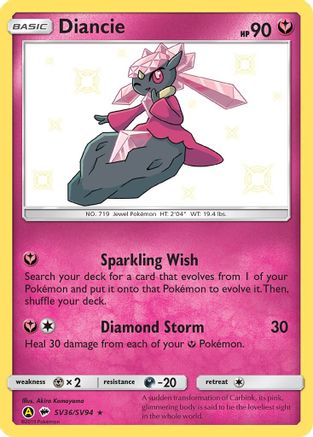 BASIC Diancie HP 90
NO. 719 Jewel Pokémon HT: 2'04" WT: 19.4 lbs.
Sparkling Wish
Search your deck for a card that evolves from 1 of your
Pokémon and put it onto that Pokémon to evolve it. Then,
shuffle your deck.
Diamond Storm 30
Heal 30 damage from each of your Pokémon.
weakness × 2 resistance -20 retreat
Illus. Akira Komayama
A sudden transformation of Carbink, its pink,
glimmering body is said to be the loveliest sight
in the whole world.
A SV36/SV94 ★
©2019 Pokémon